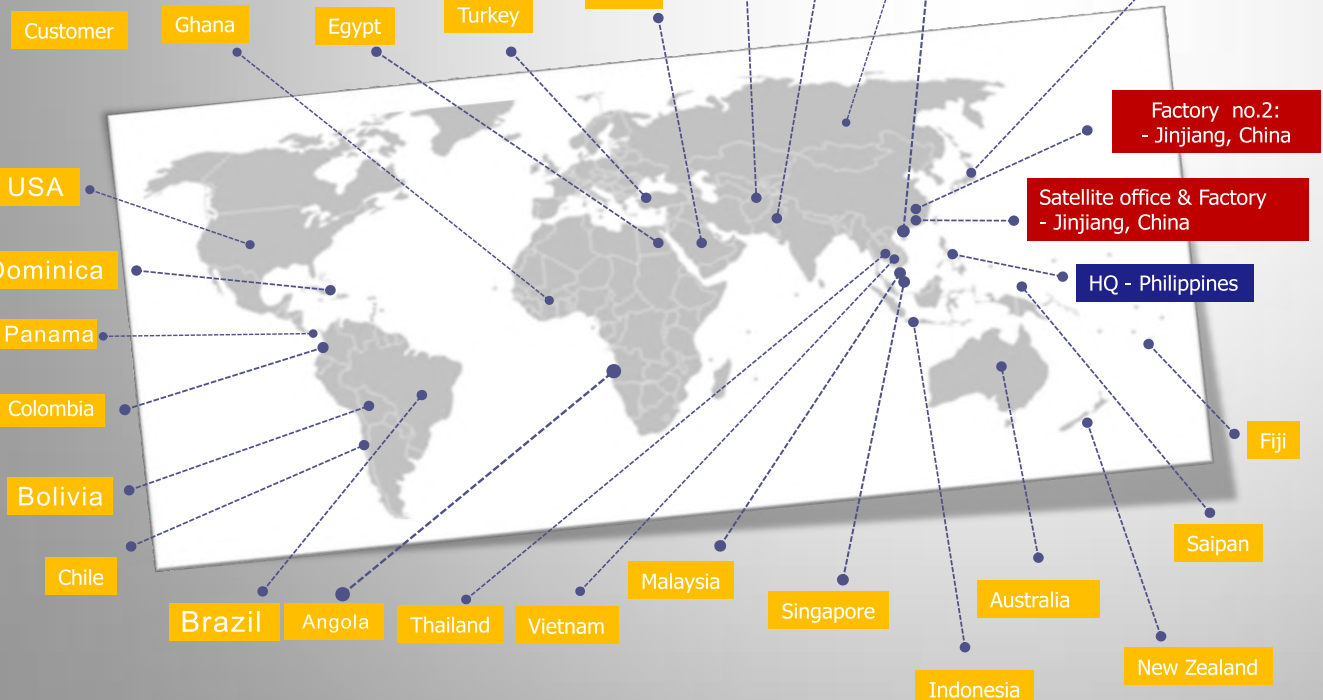 Customer
Ghana
Egypt
Turkey
Factory no.2:
- Jinjiang, China
USA
Satellite office & Factory
- Jinjiang, China
Dominica
HQ - Philippines
Panama
Colombia
Fiji
Bolivia
Saipan
Chile
Malaysia
Singapore
Australia
Brazil
Angola
Thailand
Vietnam
New Zealand
Indonesia